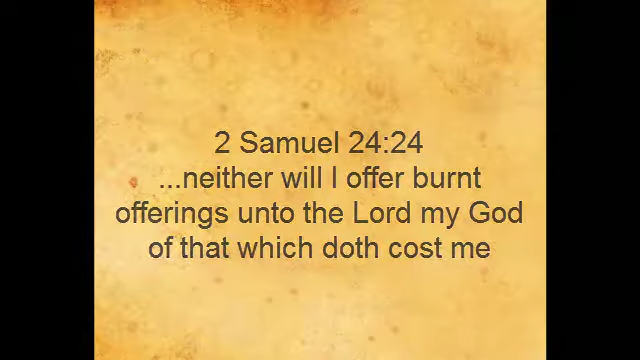 2 Samuel 24:24
...neither will I offer burnt
offerings unto the Lord my God
of that which doth cost me